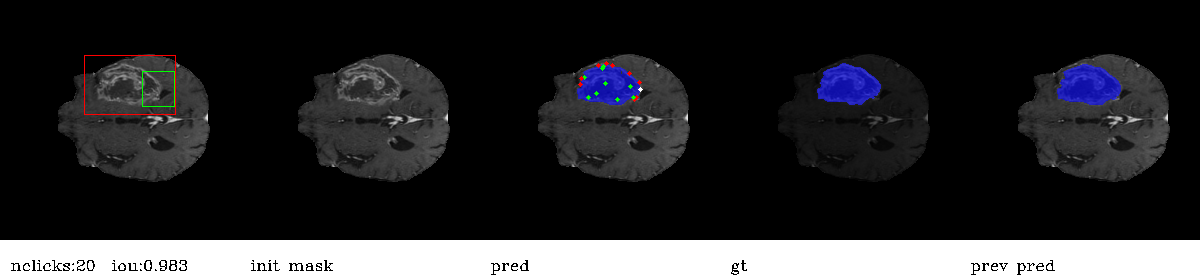 nclicks:20 iou:0.983 init mask pred gt prev pred